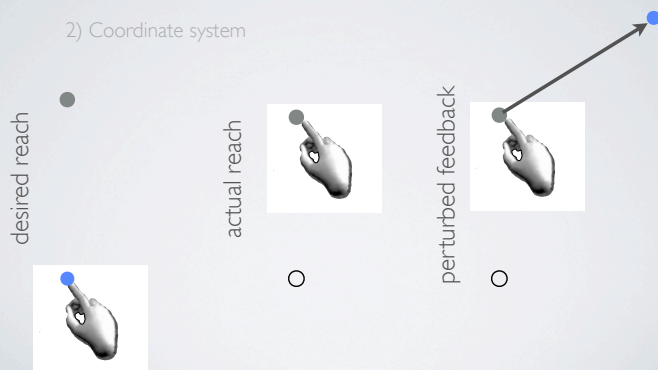 2) Coordinate system
desired reach
actual reach
perturbed feedback